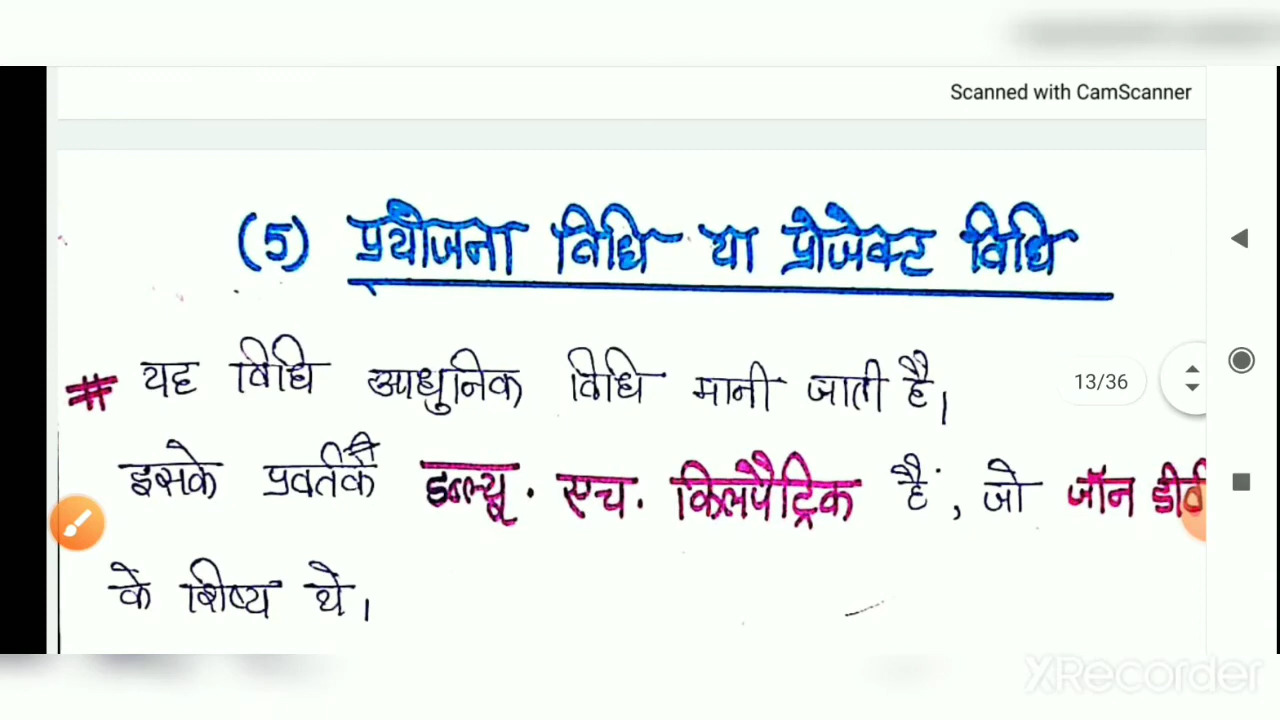 Scanned with CamScanner
(5) प्रयोजना विधि या प्रोजेक्ट विधि
# यह विधि आधुनिक विधि मानी जाती है।
13/36
इसके प्रवर्तक डब्ल्यू. एच. किलपैट्रिक हैं, जो जॉन
के शिष्य थे।
XRecorder